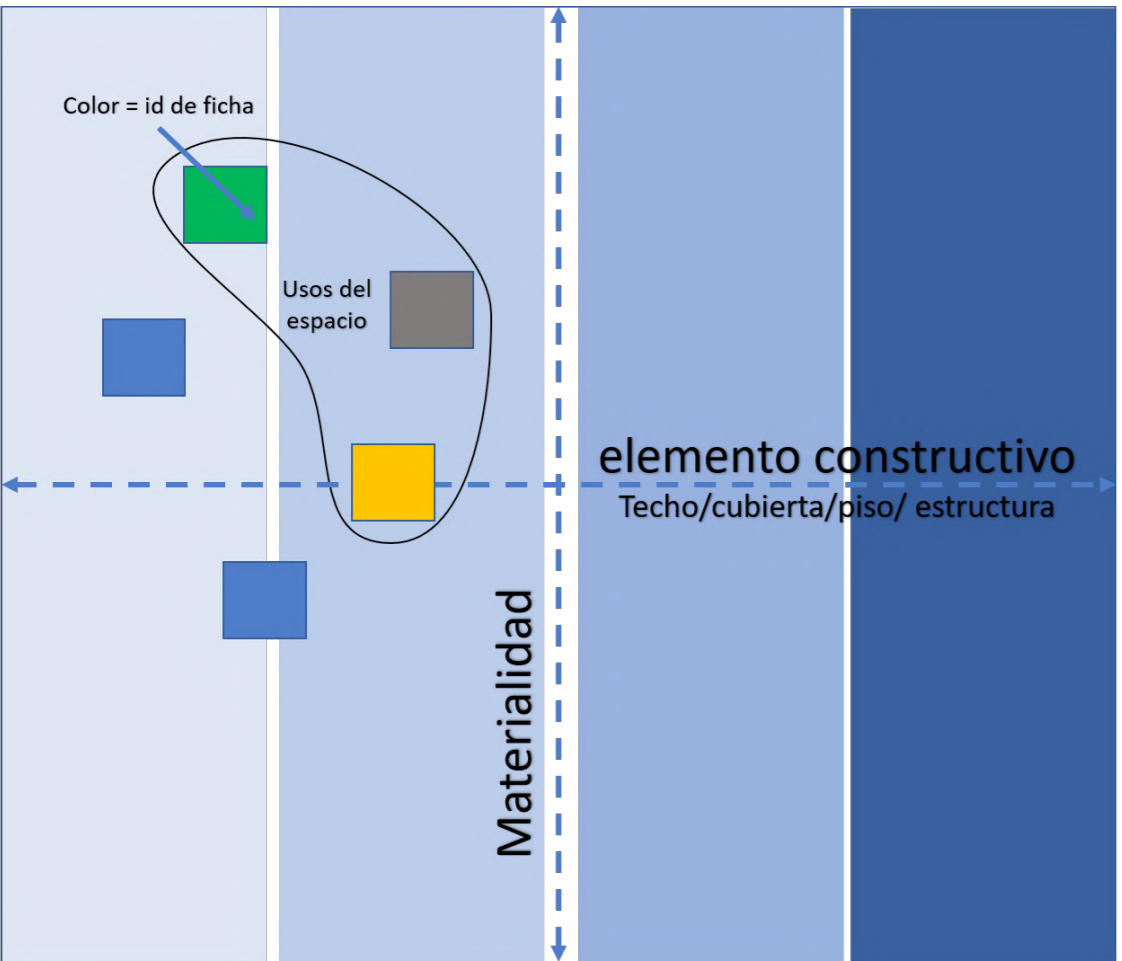 Color = id de ficha
Usos del
espacio
elemento constructivo
Techo/cubierta/piso/ estructura
Materialidad